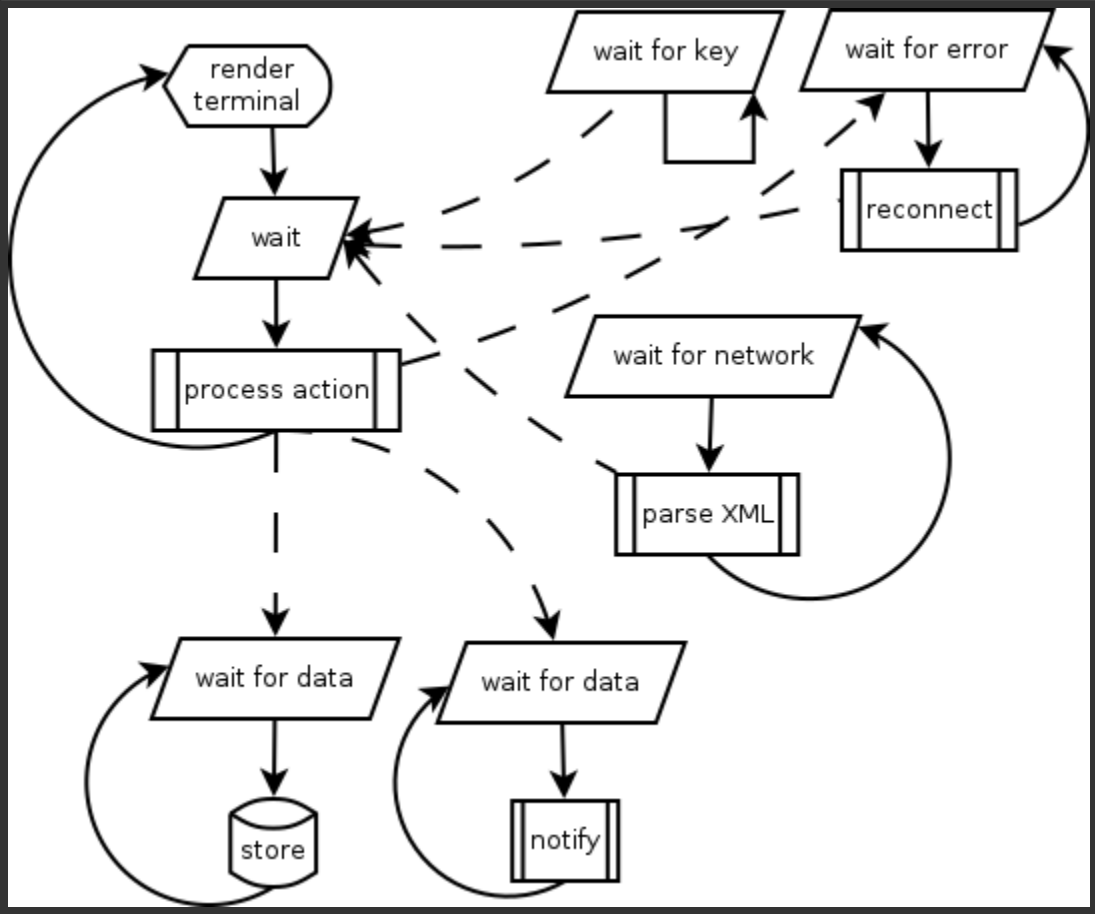 render
terminal
wait for key
wait for error
reconnect
wait
process action
wait for network
parse XML
wait for data
wait for data
store
notify